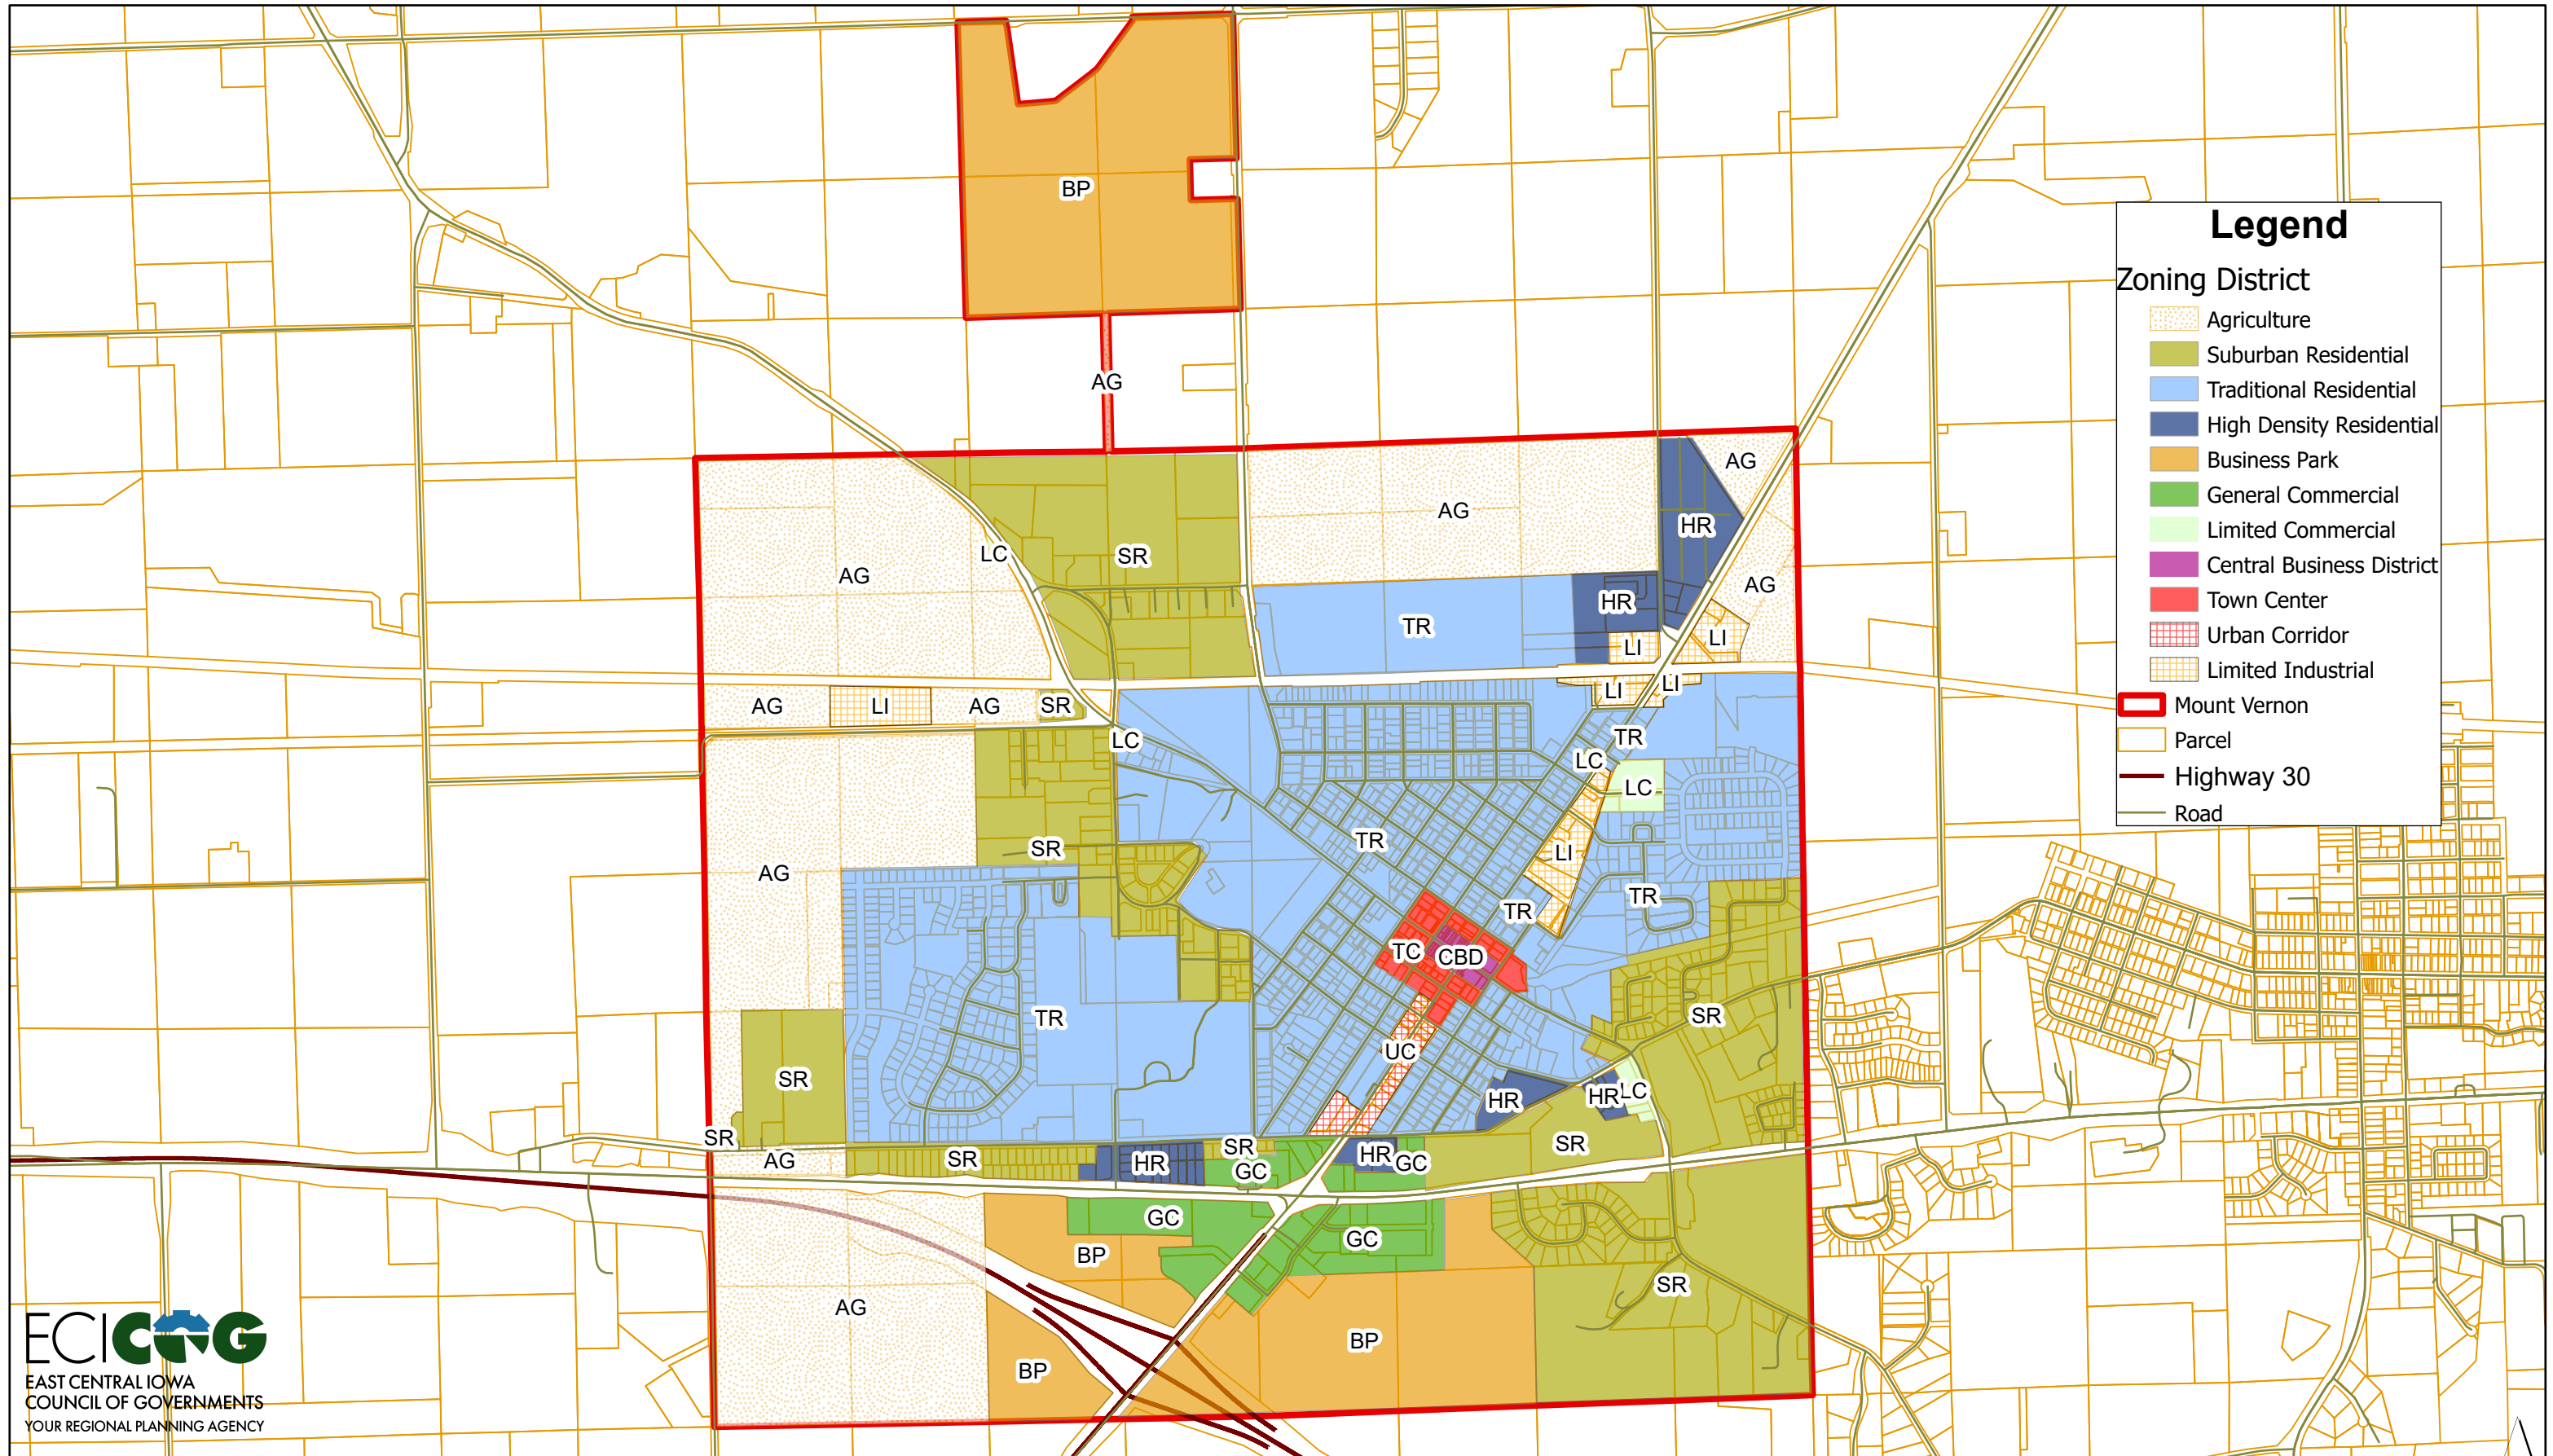 BP
AG
Legend
Zoning District
Agriculture
Suburban Residential
Traditional Residential
High Density Residential
Business Park
General Commercial
Limited Commercial
Central Business District
Town Center
Urban Corridor
Limited Industrial
Mount Vernon
Parcel
Highway 30
Road
AG
AG
HR
LC
SR
AG
AG
HR
TR
LI
LI
LI
LI
AG
LI
AG
SR
LC
TR
LC
LC
TR
SR
LI
AG
TR
TR
TC
CBD
SR
TR
UC
SR
HR
HR
LC
SR
SR
SR
AG
SR
HR
GC
HR
GC
SR
GC
GC
BP
SR
AG
BP
BP
ECICOG
EAST CENTRAL IOWA
COUNCIL OF GOVERNMENTS
YOUR REGIONAL PLANNING AGENCY